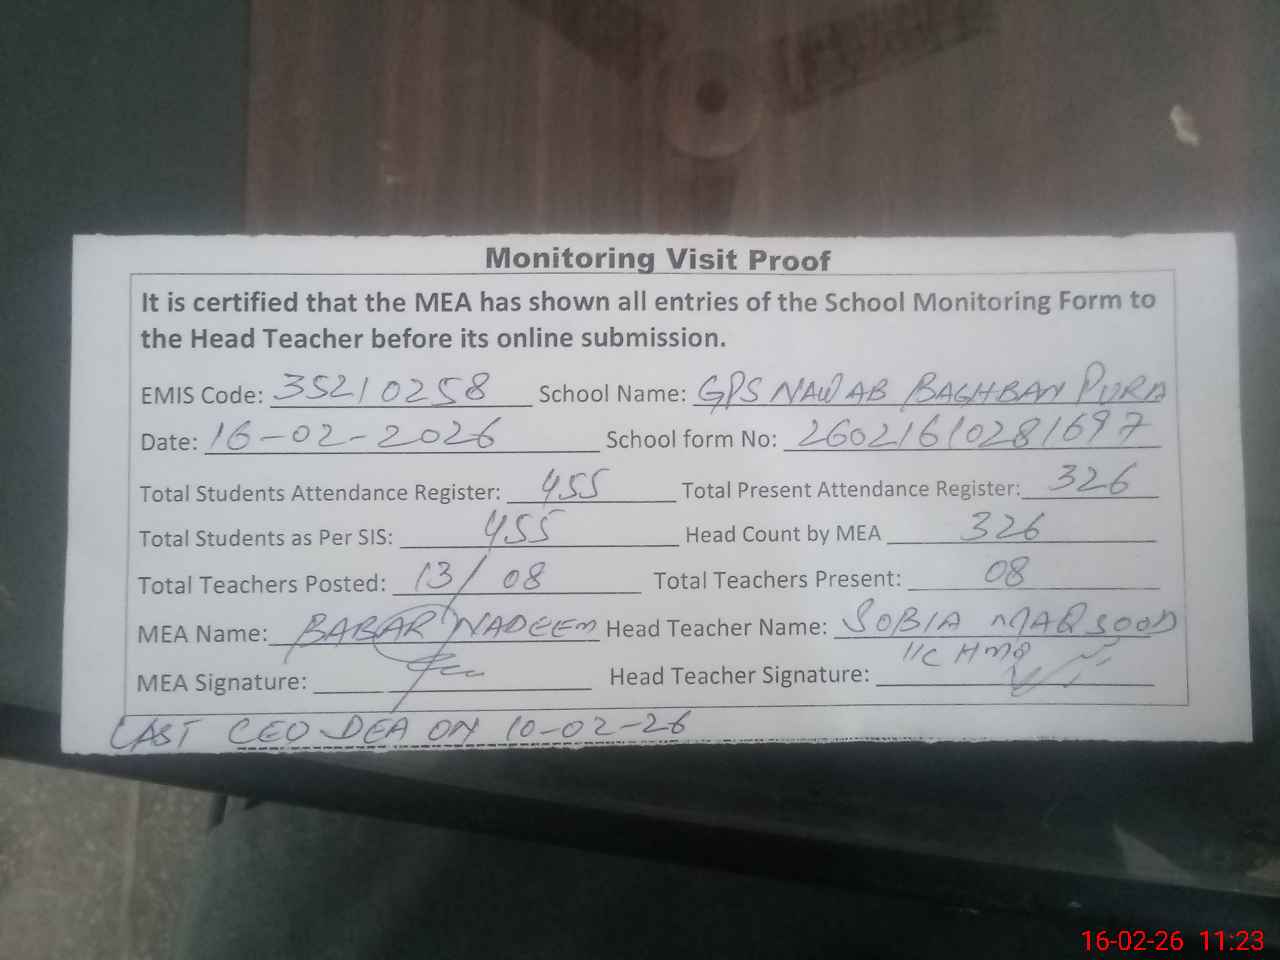 Monitoring Visit Proof
It is certified that the MEA has shown all entries of the School Monitoring Form to
the Head Teacher before its online submission.
EMIS Code: 35210258 School Name: GPS NAWAB BAGHBAN PURA
Date: 16-02-2026 School form No: 26021610281697
Total Students Attendance Register: 455 Total Present Attendance Register: 326
Total Students as Per SIS: 455 Head Count by MEA 326
Total Teachers Posted: 13/08 Total Teachers Present: 08
MEA Name: BABAR NADEEM Head Teacher Name: SOBIA MAQSOOD
MEA Signature: Head Teacher Signature: I/C HM
LAST CEO DEA ON 10-02-26
16-02-26 11:23